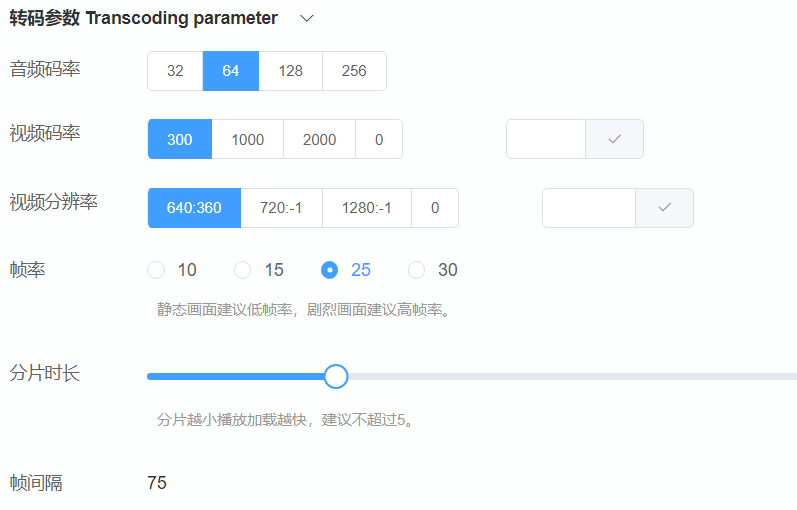 转码参数 Transcoding parameter
音频码率 32 64 128 256
视频码率 300 1000 2000 0
视频分辨率 640:360 720:-1 1280:-1 0
帧率 10 15 25 30
静态画面建议低帧率，剧烈画面建议高帧率。
分片时长
分片越小播放加载越快，建议不超过5。
帧间隔 75